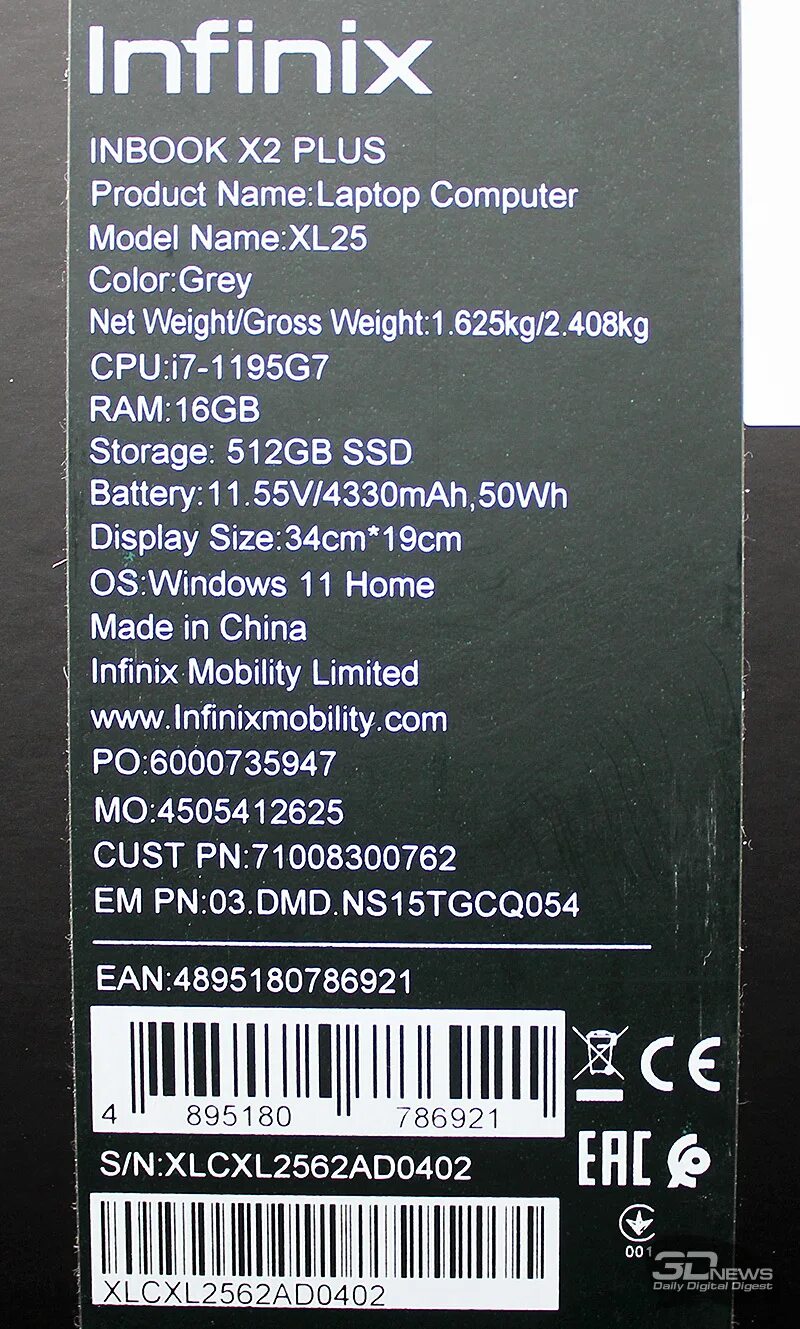 Infinix
INBOOK X2 PLUS
Product Name:Laptop Computer
Model Name:XL25
Color:Grey
Net Weight/Gross Weight:1.625kg/2.408kg
CPU:i7-1195G7
RAM:16GB
Storage: 512GB SSD
Battery:11.55V/4330mAh,50Wh
Display Size:34cm*19cm
OS:Windows 11 Home
Made in China
Infinix Mobility Limited
www.Infinixmobility.com
PO:6000735947
MO:4505412625
CUST PN:71008300762
EM PN:03.DMD.NS15TGCQ054
EAN:4895180786921
4 895180 786921
CE
S/N:XLCXL2562AD0402
EAC
XLCXL2562AD0402
001
3DNEWS
Daily Digital Digest